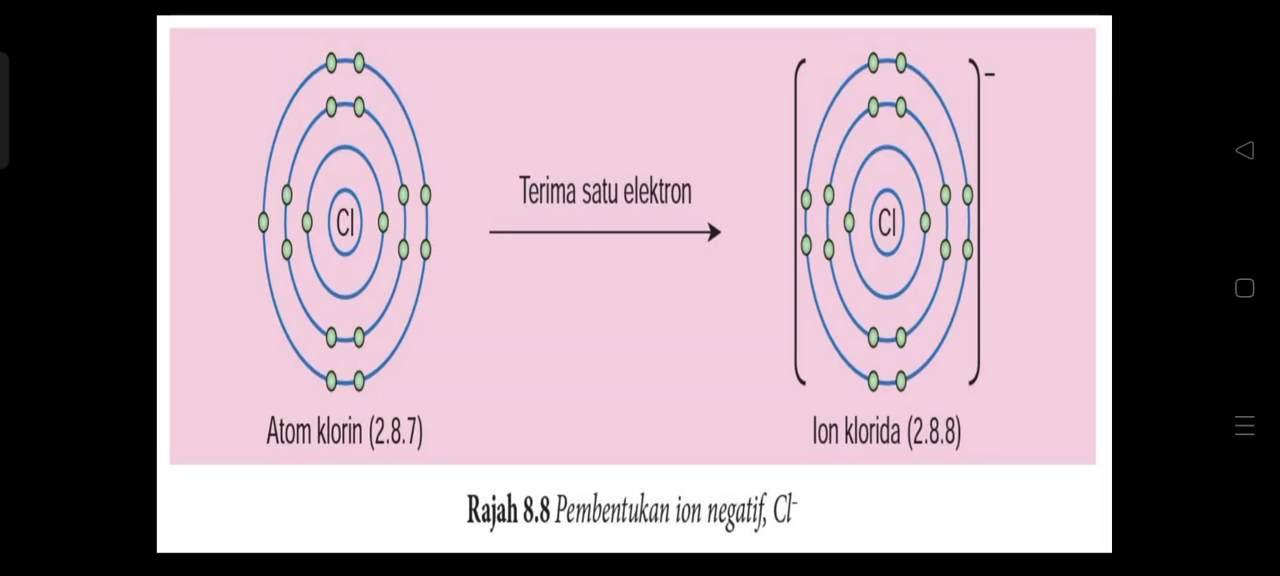 Cl
Terima satu elektron
Cl
–
Atom klorin (2.8.7)
Ion klorida (2.8.8)
Rajah 8.8 Pembentukan ion negatif, Cl⁻